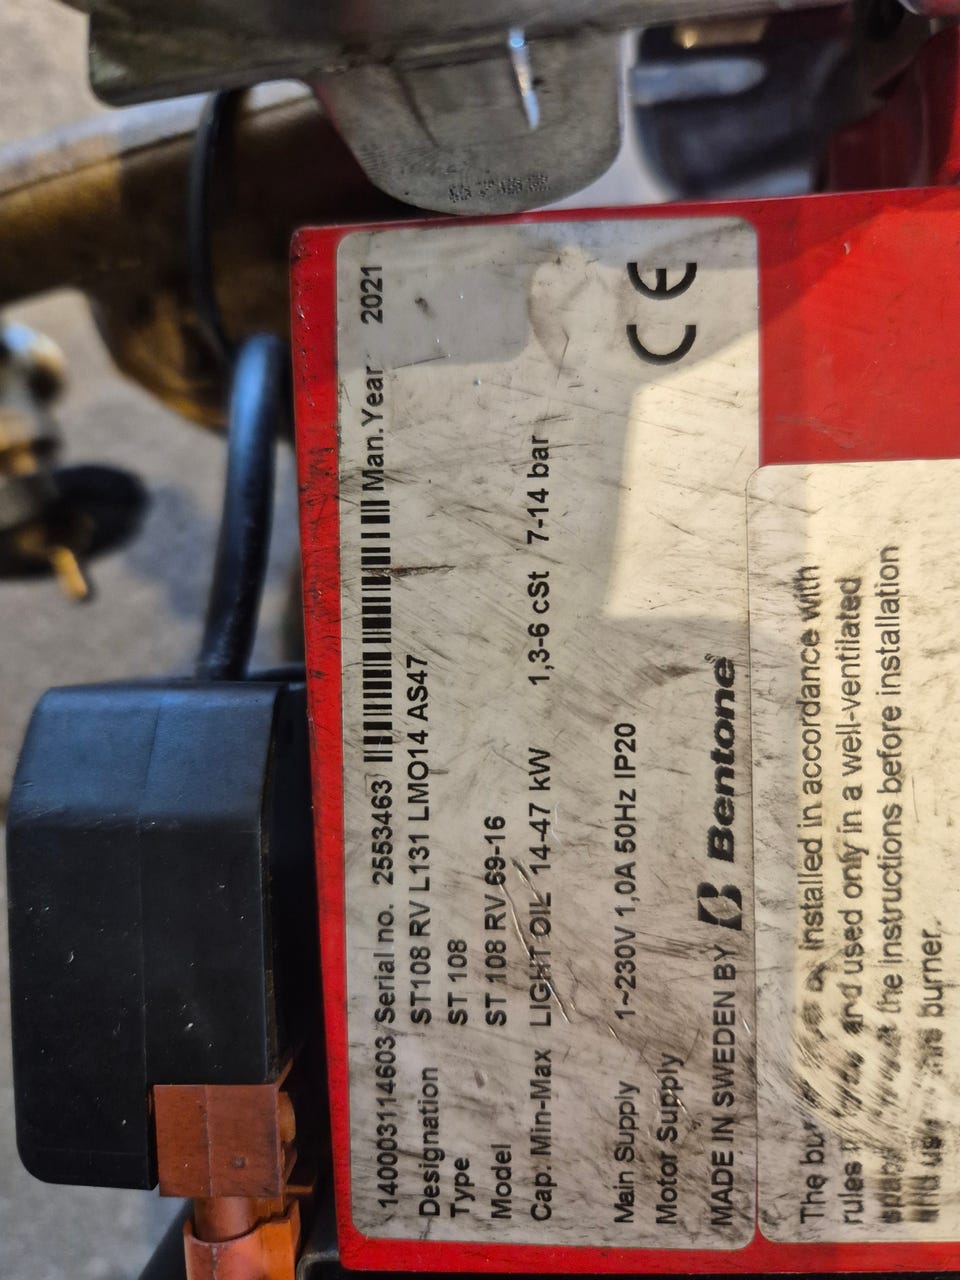 140003114603 Serial no. 2553463 Man.Year 2021
Designation ST108 RV L131 LMO14 AS47
Type ST 108
Model ST 108 RV 69-16
Cap. Min-Max LIGHT OIL 14-47 kW 1,3-6 cSt 7-14 bar
Main Supply 1~230V 1,0A 50Hz IP20
Motor Supply
MADE IN SWEDEN BY Bentone
CE
The installed in accordance with
rules and used only in a well-ventilated
the instructions before installation
burner.